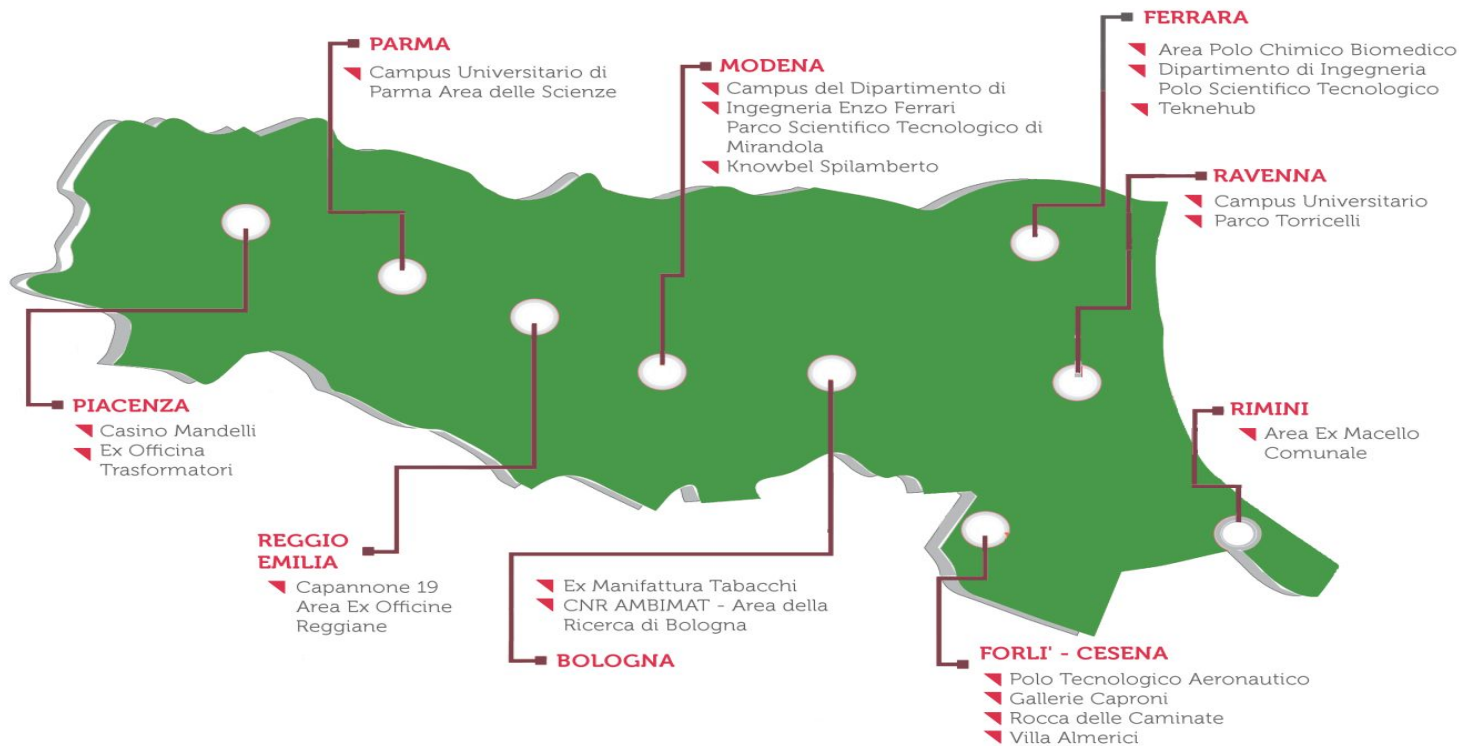 FERRARA
Area Polo Chimico Biomedico
Dipartimento di Ingegneria
Polo Scientifico Tecnologico
Teknehub
PARMA
Campus Universitario di
Parma Area delle Scienze
MODENA
Campus del Dipartimento di
Ingegneria Enzo Ferrari
Parco Scientifico Tecnologico di
Mirandola
Knowbel Spilamberto
RAVENNA
Campus Universitario
Parco Torricelli
PIACENZA
Casino Mandelli
Ex Officina
Trasformatori
RIMINI
Area Ex Macello
Comunale
REGGIO
EMILIA
Capannone 19
Area Ex Officine
Reggiane
Ex Manifattura Tabacchi
CNR AMBIMAT - Area della
Ricerca di Bologna
BOLOGNA
FORLI' - CESENA
Polo Tecnologico Aeronautico
Gallerie Caproni
Rocca delle Caminate
Villa Almerici